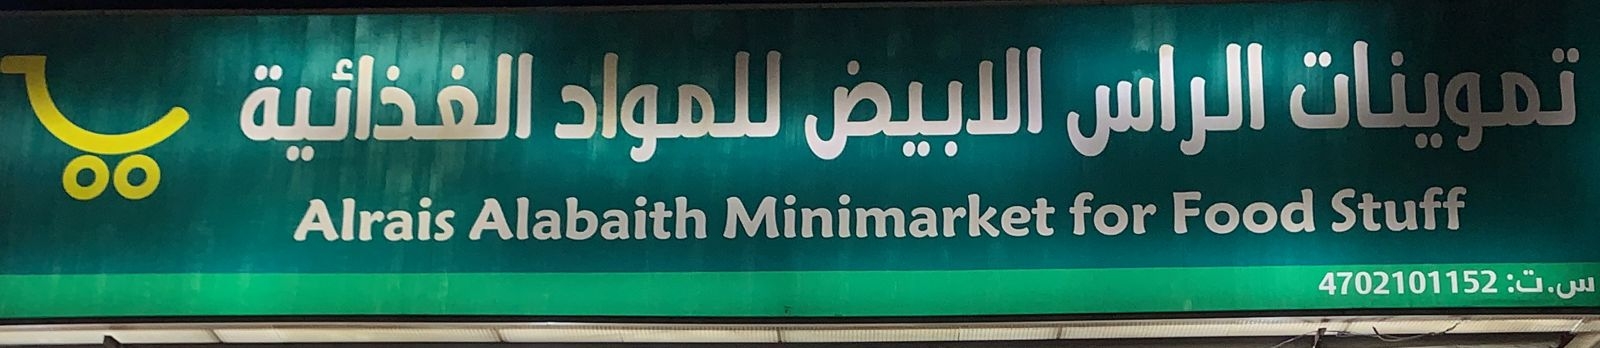 تموينات الراس الابيض للمواد الغذائية
Alrais Alabaith Minimarket for Food Stuff
س.ت: 4702101152